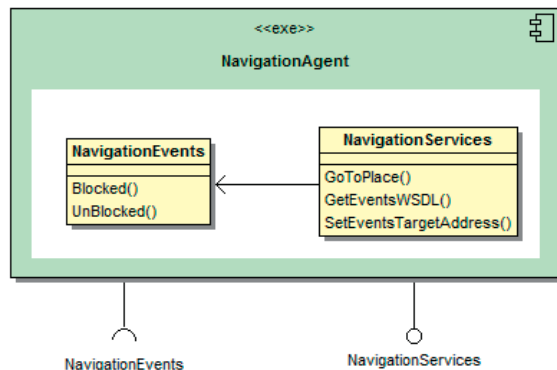 <<exe>>
NavigationAgent
NavigationEvents
Blocked()
UnBlocked()
NavigationServices
GoToPlace()
GetEventsWSDL()
SetEventsTargetAddress()
NavigationEvents
NavigationServices